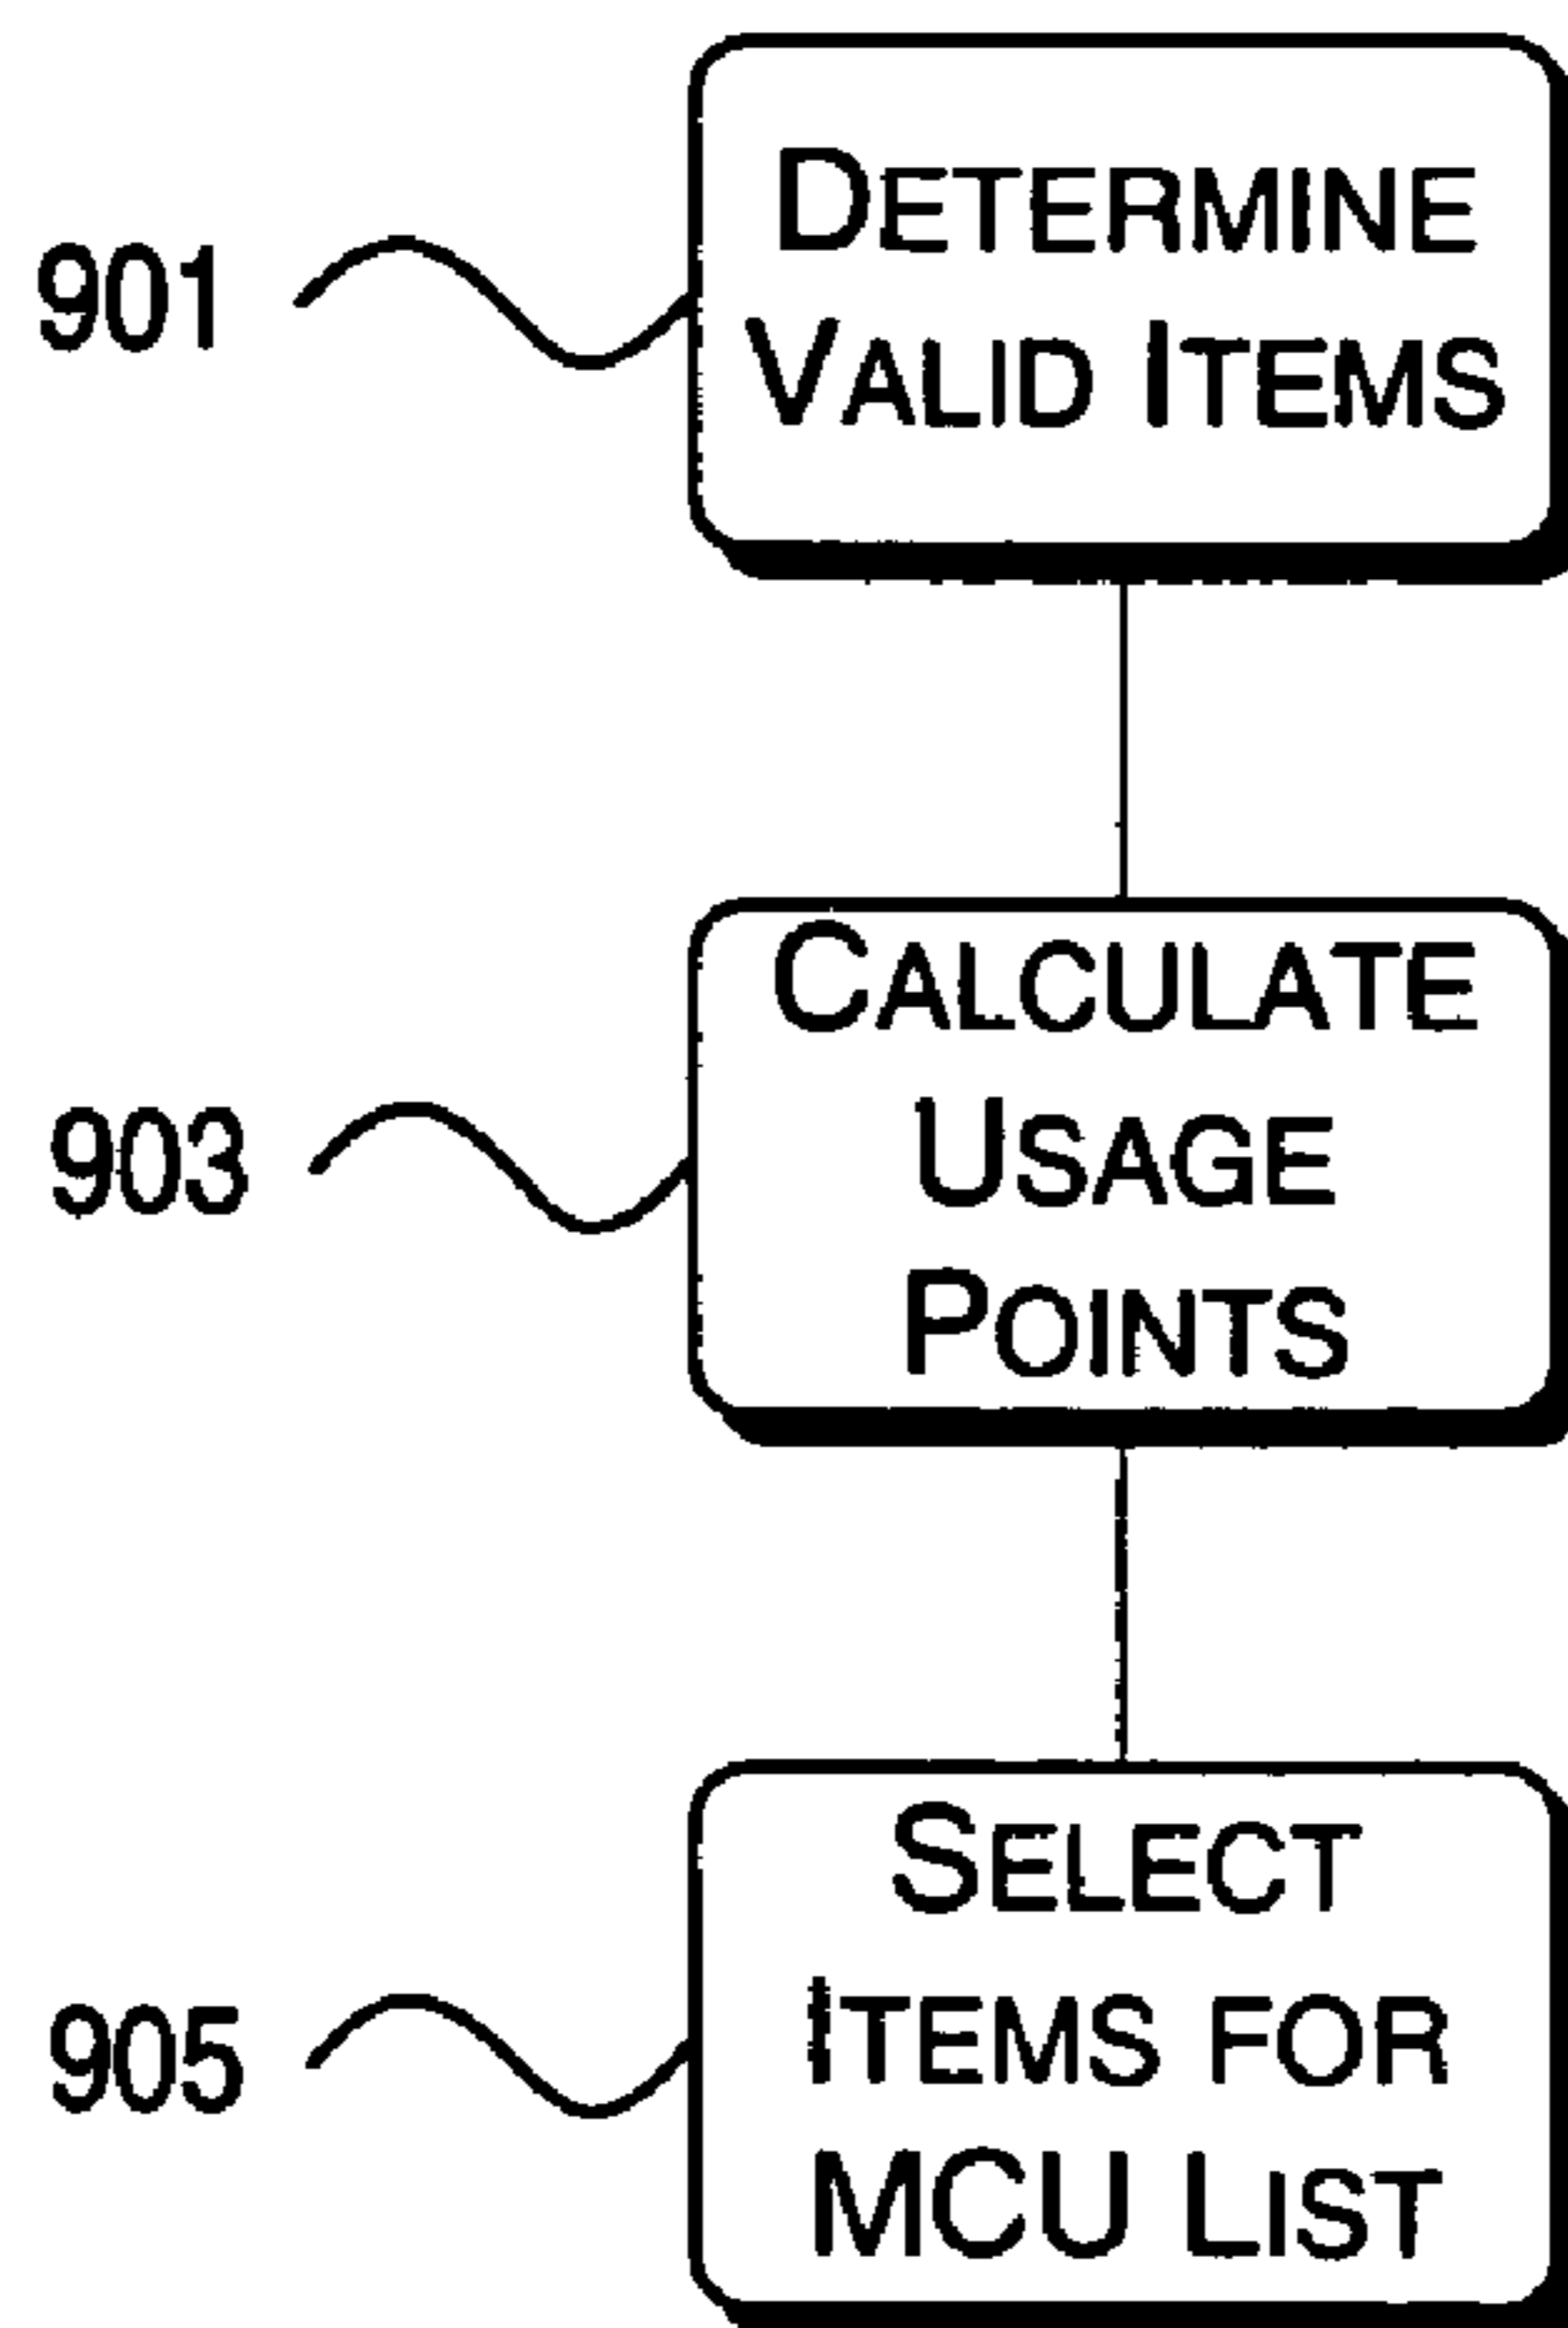 DETERMINE
901
VALID ITEMS
CALCULATE
903
USAGE
POINTS
SELECT
905
ITEMS FOR
MCU LIST